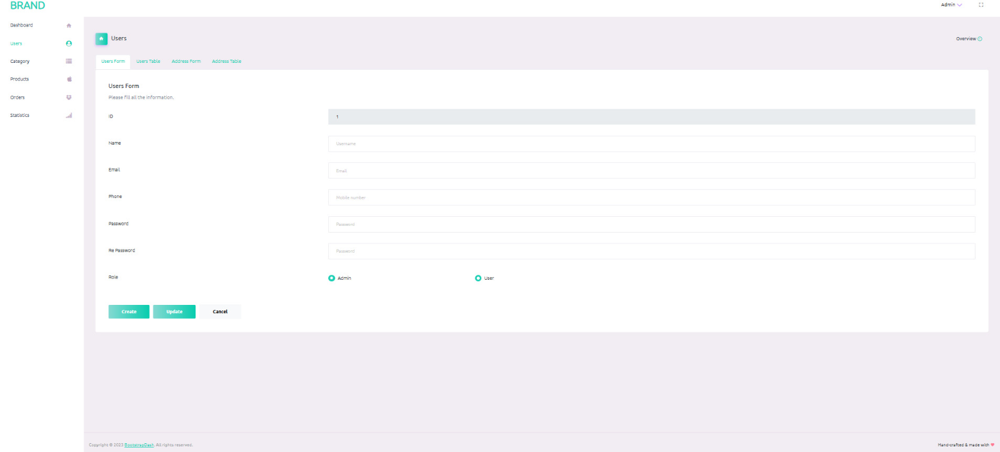 BRAND
Admin
Dashboard
Users
Category
Products
Orders
Statistics
Users
Overview
Users Form Users Table Address Form Address Table
Users Form
Please fill all the information.
ID 1
Name Username
Email Email
Phone Mobile number
Password Password
Re Password Password
Role Admin User
Create Update Cancel
Copyright © 2023 BootstrapDash. All rights reserved.
Hand-crafted & made with